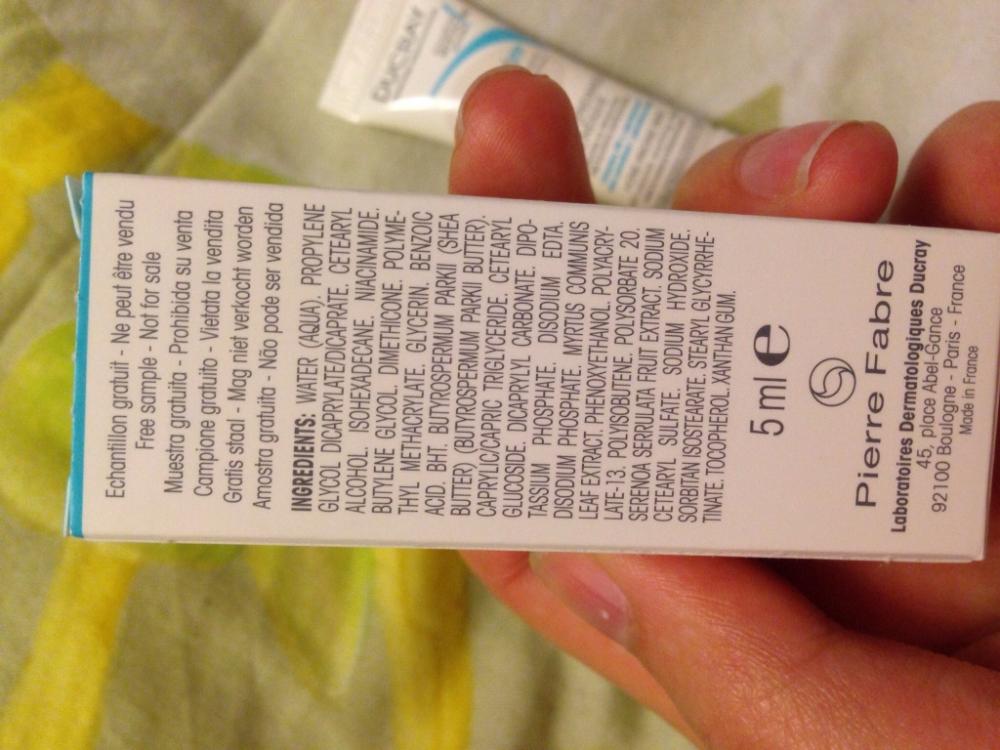 Echantillon gratuit - Ne peut être vendu
Free sample - Not for sale
Muestra gratuita - Prohibida su venta
Campione gratuito - Vietata la vendita
Gratis staal - Mag niet verkocht worden
Amostra gratuita - Não pode ser vendida
INGREDIENTS: WATER (AQUA). PROPYLENE
GLYCOL DICAPRYLATE/DICAPRATE. CETEARYL
ALCOHOL. ISOHEXADECANE. NIACINAMIDE.
BUTYLENE GLYCOL. DIMETHICONE. POLYME-
THYL METHACRYLATE. GLYCERIN. BENZOIC
ACID. BHT. BUTYROSPERMUM PARKII (SHEA
BUTTER) (BUTYROSPERMUM PARKII BUTTER).
CAPRYLIC/CAPRIC TRIGLYCERIDE. CETEARYL
GLUCOSIDE. DICAPRYLYL CARBONATE. DIPO-
TASSIUM PHOSPHATE. DISODIUM EDTA.
DISODIUM PHOSPHATE. MYRTUS COMMUNIS
LEAF EXTRACT. PHENOXYETHANOL. POLYACRY-
LATE-13. POLYISOBUTENE. POLYSORBATE 20.
SERENOA SERRULATA FRUIT EXTRACT. SODIUM
CETEARYL SULFATE. SODIUM HYDROXIDE.
SORBITAN ISOSTEARATE. STEARYL GLYCYRRHE-
TINATE. TOCOPHEROL. XANTHAN GUM.
5 ml e
Pierre Fabre
Laboratoires Dermatologiques Ducray
45, place Abel-Gance
92100 Boulogne - Paris - France
Made in France
DUCRAY